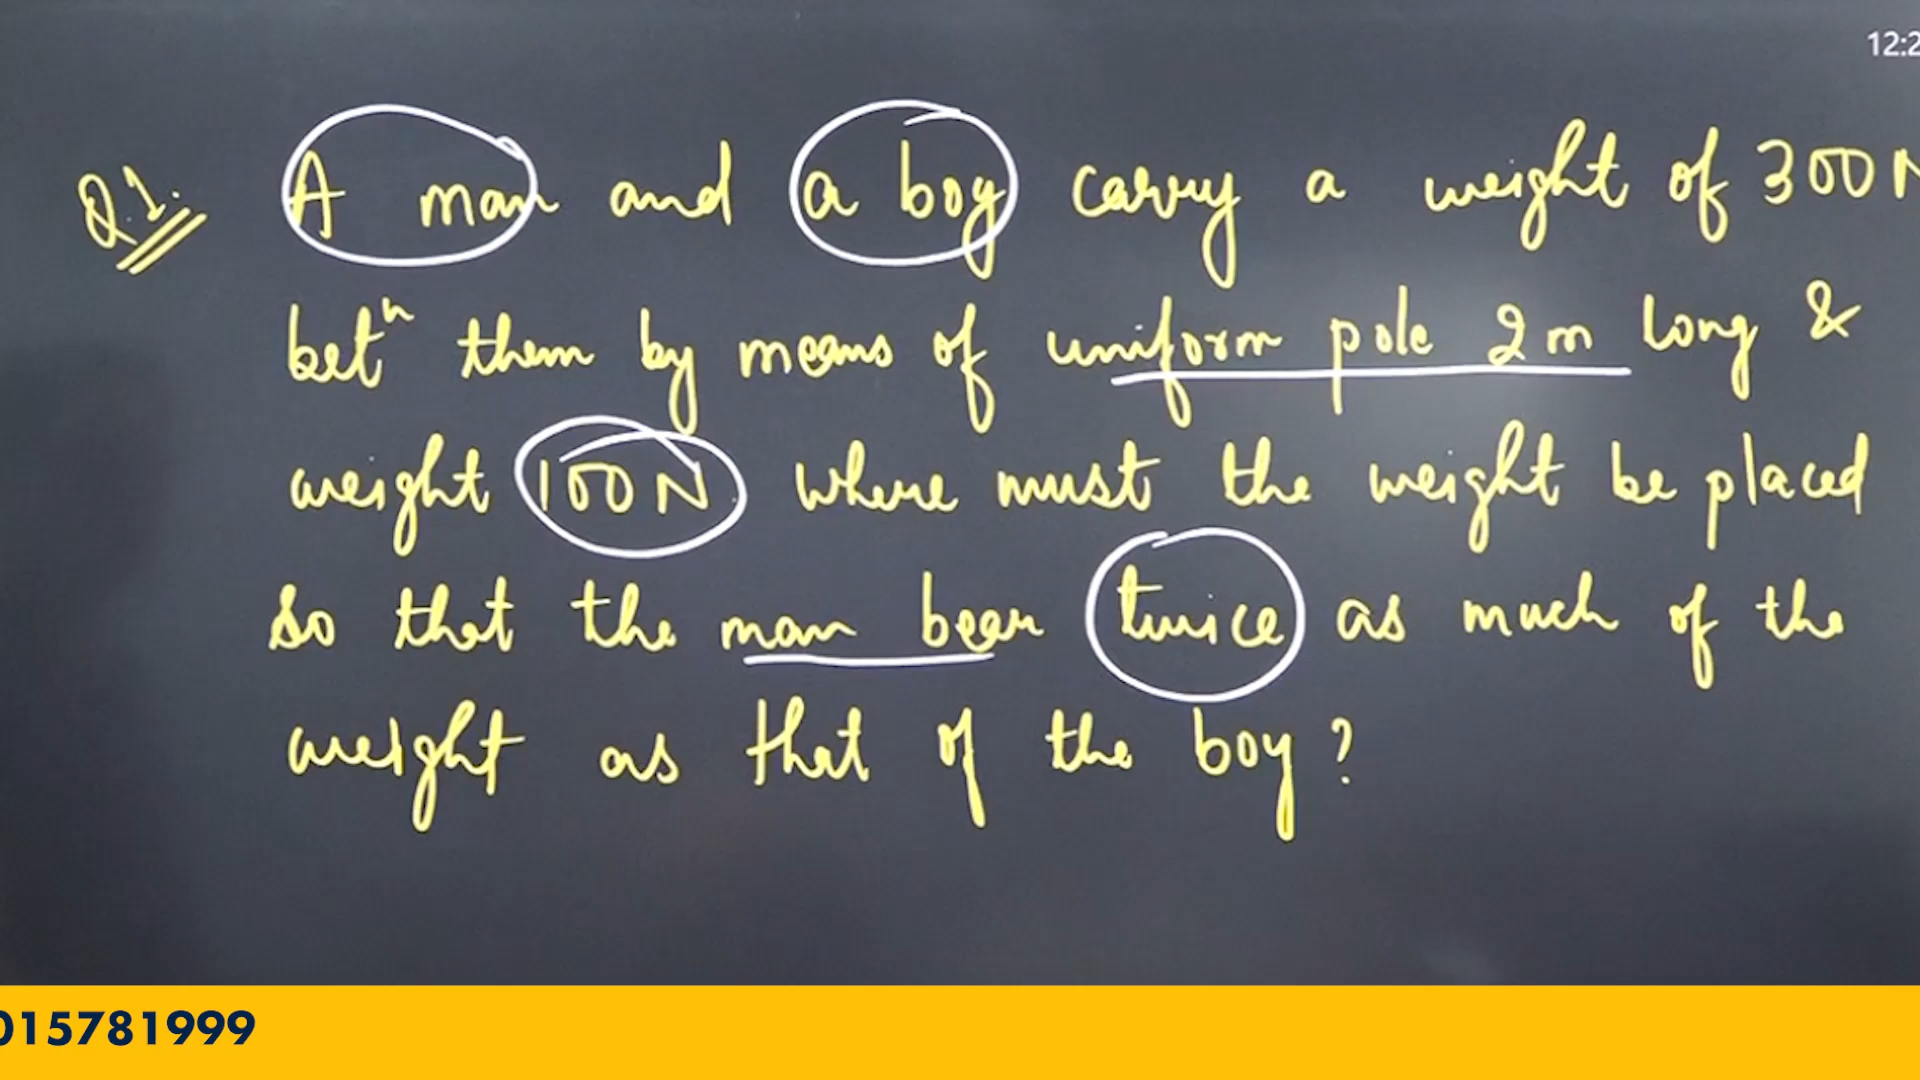 12:2
Q.1. A man and a boy carry a weight of 300 N
betn them by means of uniform pole 2m long &
weight 100N where must the weight be placed
so that the man bear twice as much of the
weight as that of the boy?
015781999